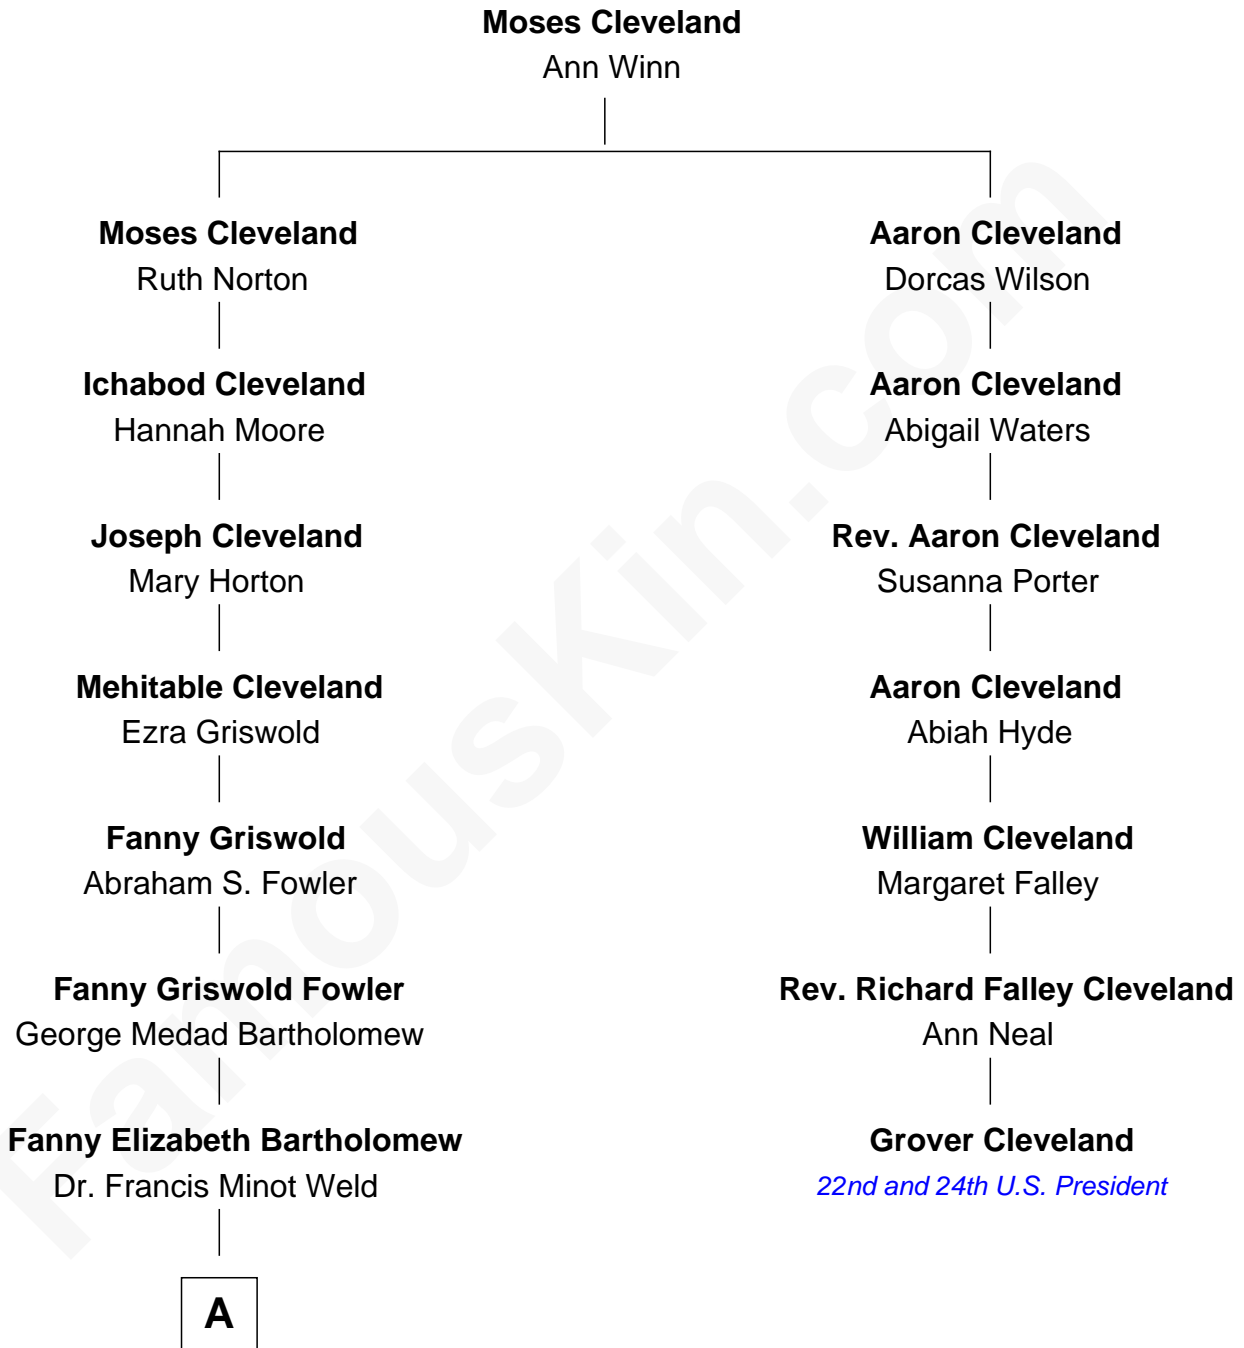 Moses Cleveland
Ann Winn
Moses Cleveland
Ruth Norton
Ichabod Cleveland
Hannah Moore
Joseph Cleveland
Mary Horton
Mehitable Cleveland
Ezra Griswold
Fanny Griswold
Abraham S. Fowler
Fanny Griswold Fowler
George Medad Bartholomew
Fanny Elizabeth Bartholomew
Dr. Francis Minot Weld
A
Aaron Cleveland
Dorcas Wilson
Aaron Cleveland
Abigail Waters
Rev. Aaron Cleveland
Susanna Porter
Aaron Cleveland
Abiah Hyde
William Cleveland
Margaret Falley
Rev. Richard Falley Cleveland
Ann Neal
Grover Cleveland
22nd and 24th U.S. President
FamousKin.com